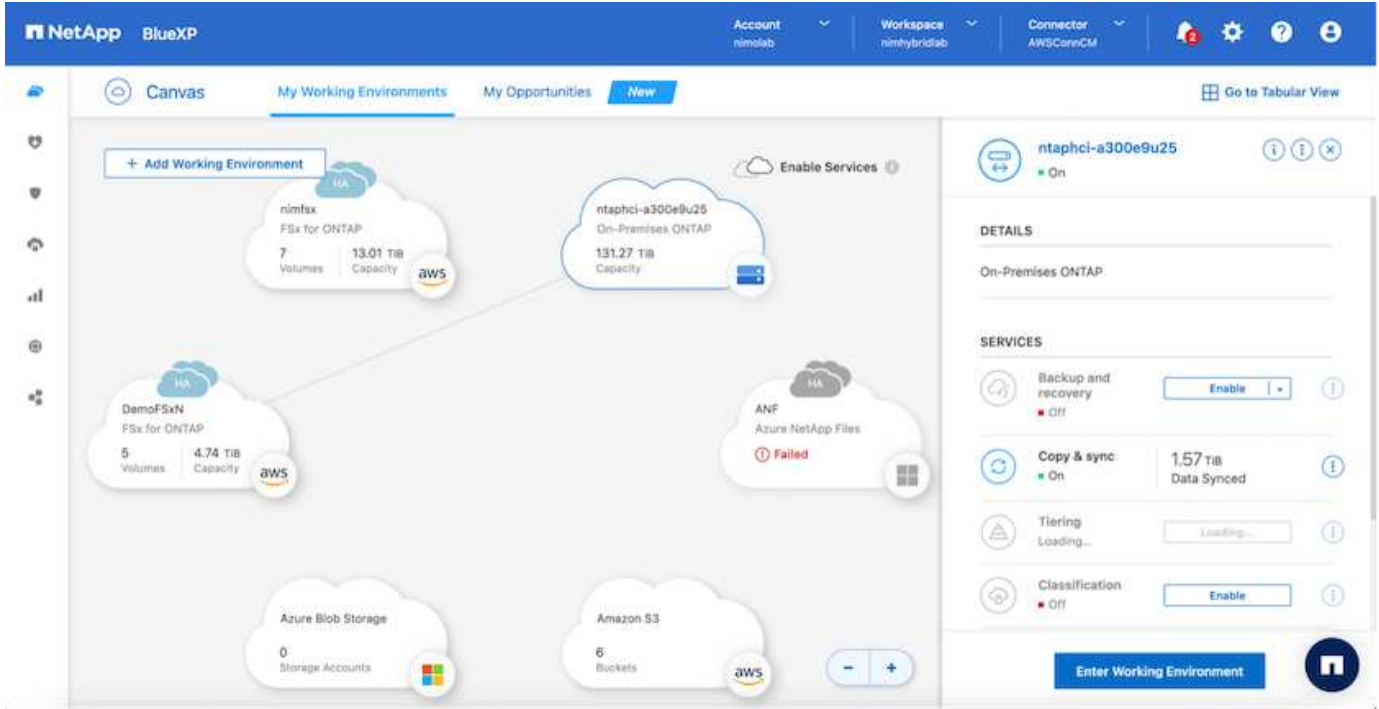 NetApp BlueXP
Account
nimolab
Workspace
nimhybridlab
Connector
AWSConnCM
2
Canvas
My Working Environments
My Opportunities
New
Go to Tabular View
+ Add Working Environment
Enable Services
HA
nimfsx
FSx for ONTAP
7
Volumes
13.01 TiB
Capacity
aws
ntaphci-a300e9u25
On-Premises ONTAP
131.27 TiB
Capacity
HA
DemoFSxN
FSx for ONTAP
5
Volumes
4.74 TiB
Capacity
aws
HA
ANF
Azure NetApp Files
Failed
Azure Blob Storage
0
Storage Accounts
Amazon S3
6
Buckets
aws
- +
ntaphci-a300e9u25
On
DETAILS
On-Premises ONTAP
SERVICES
Backup and
recovery
Off
Enable
Copy & sync
On
1.57 TiB
Data Synced
Tiering
Loading...
Loading...
Classification
Off
Enable
Enter Working Environment